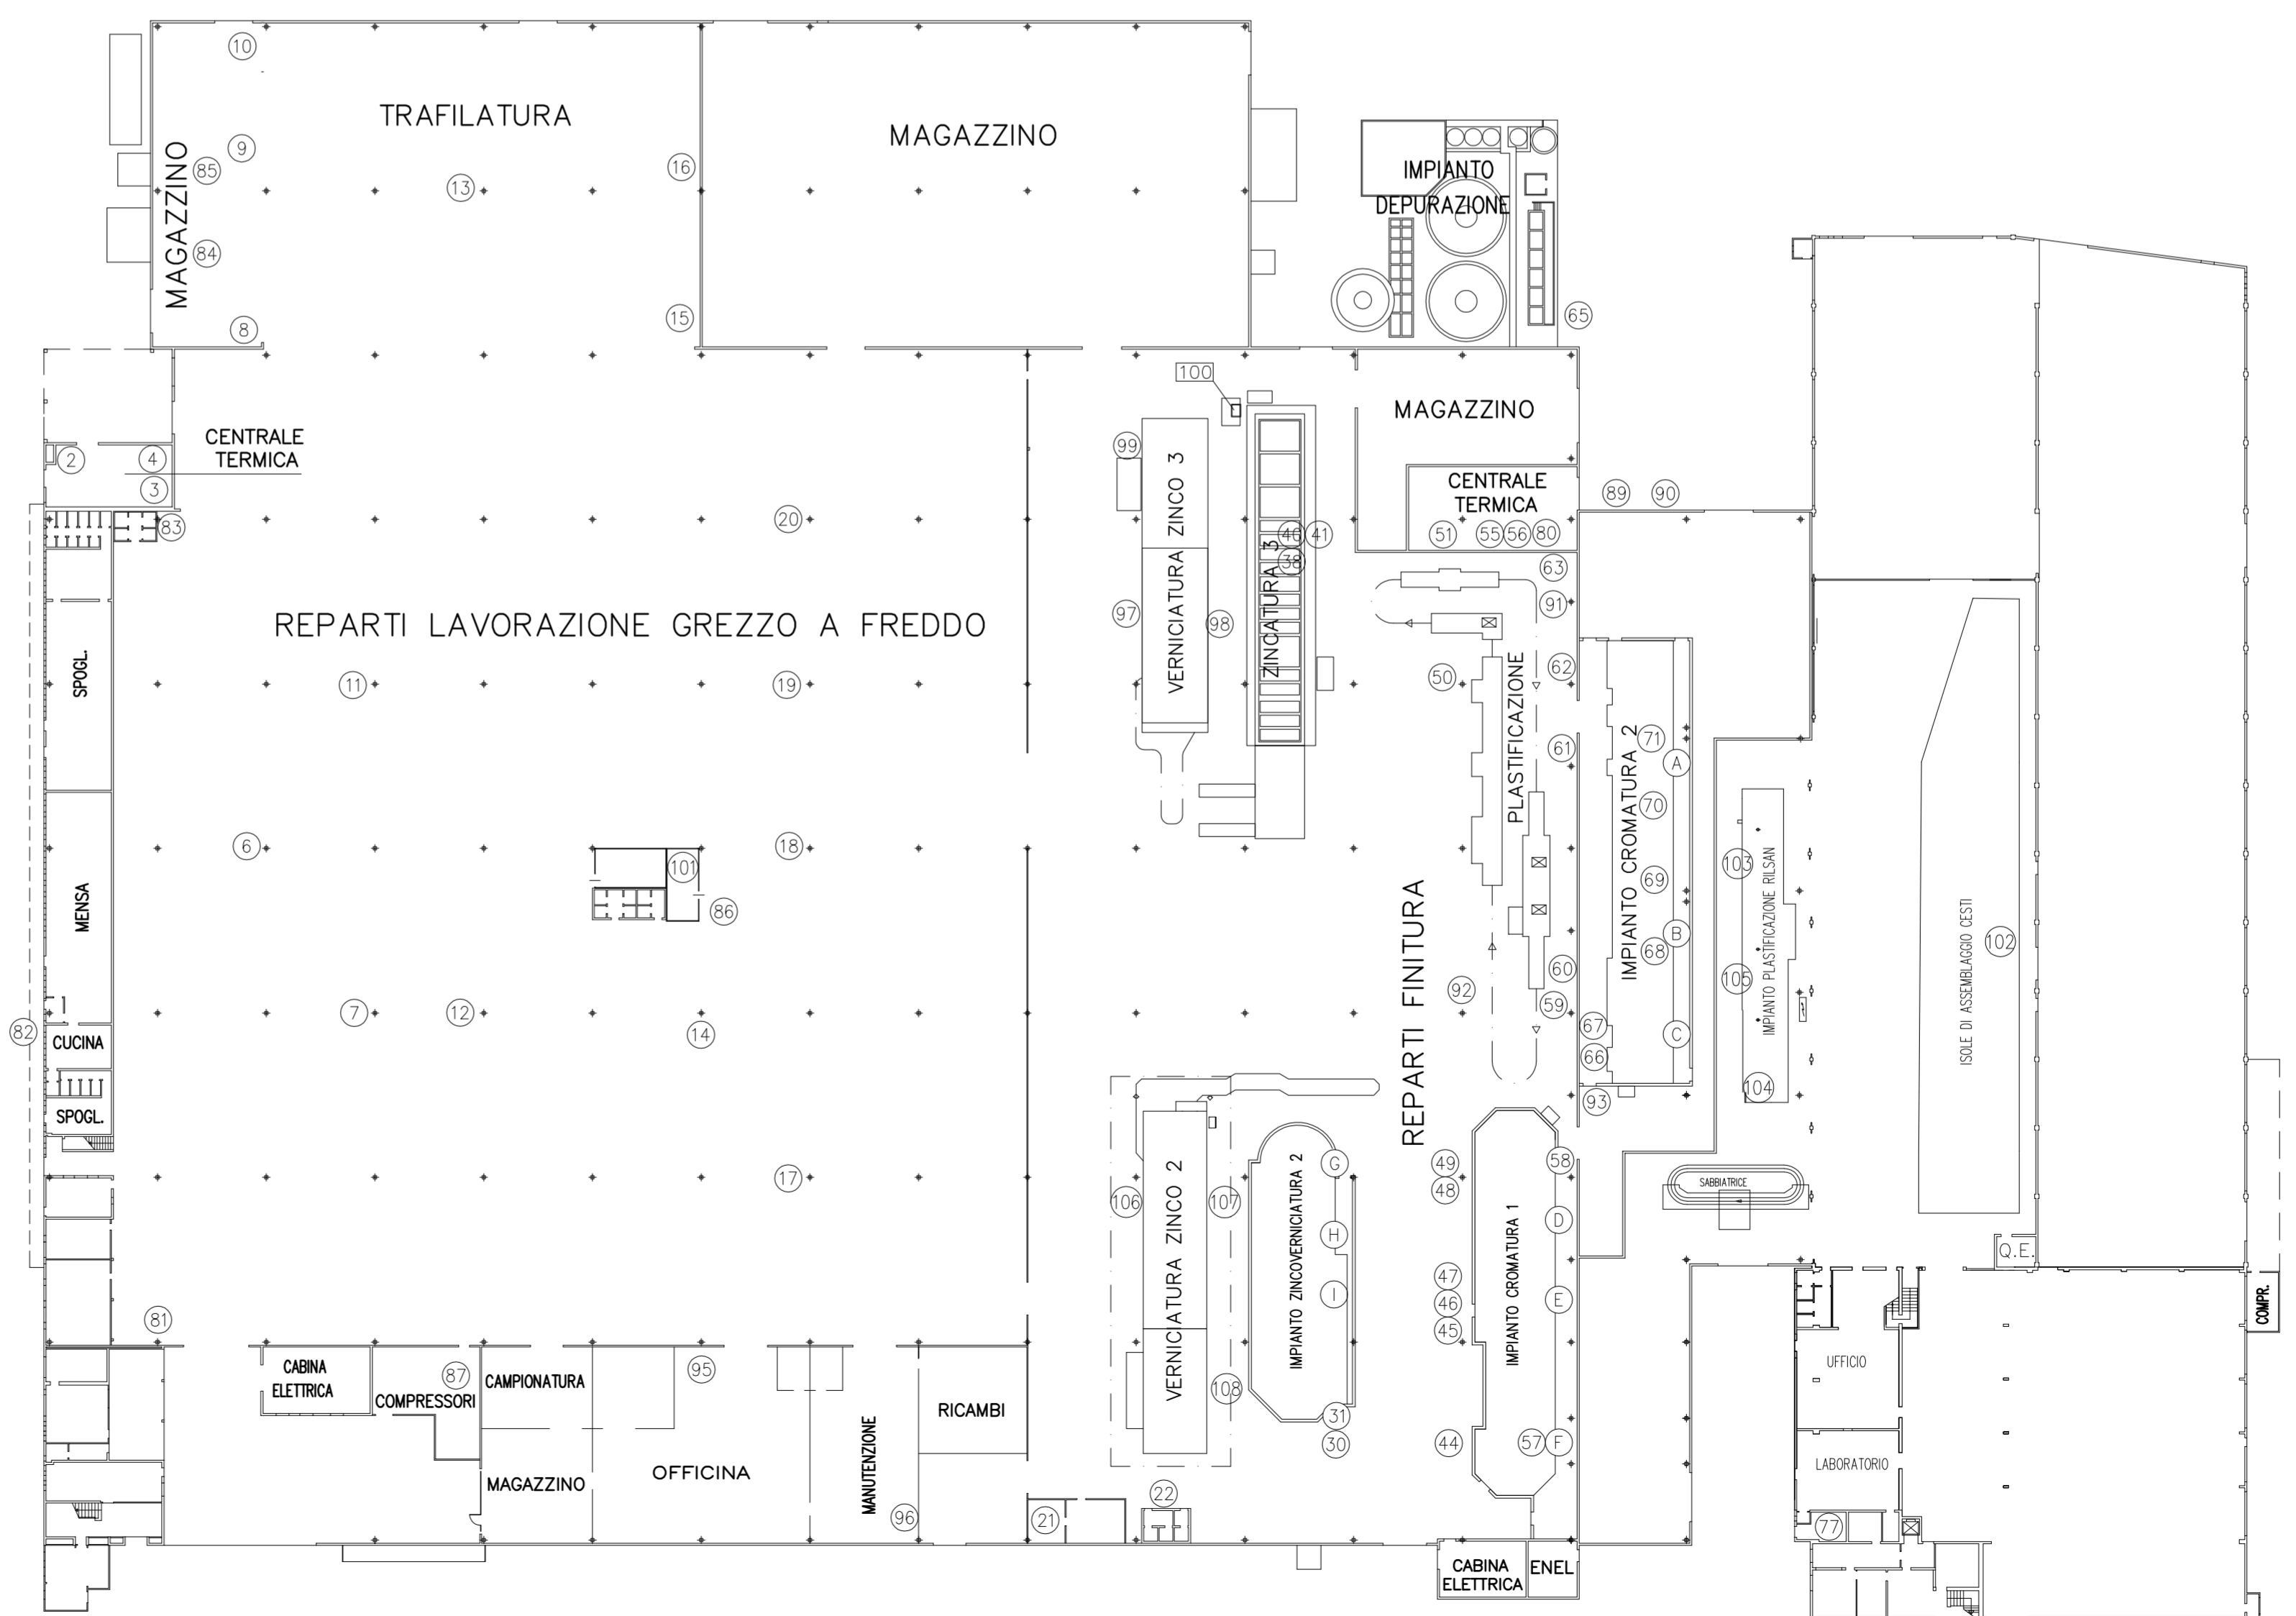 10
TRAFILATURA
MAGAZZINO
9
85
MAGAZZINO
16
13
84
8
15
IMPIANTO
DEPURAZIONE
65
100
MAGAZZINO
CENTRALE
TERMICA
2
4
3
83
99
CENTRALE
TERMICA
51
55
56
80
89
90
20
40
41
38
VERNICIATURA ZINCO 3
ZINCATURA 3
97
98
63
91
REPARTI LAVORAZIONE GREZZO A FREDDO
SPOGL.
11
19
50
62
PLASTIFICAZIONE
61
IMPIANTO CROMATURA 2
71
A
70
69
B
68
6
18
101
86
MENSA
103
IMPIANTO PLASTIFICAZIONE RILSAN
105
104
ISOLE DI ASSEMBLAGGIO CESTI
102
REPARTI FINITURA
92
60
59
67
C
66
93
82
7
12
14
CUCINA
SPOGL.
17
106
VERNICIATURA ZINCO 2
107
108
IMPIANTO ZINCOVERNICIATURA 2
G
H
I
31
30
49
48
58
D
IMPIANTO CROMATURA 1
47
46
45
E
44
57
F
SABBIATRICE
Q.E.
COMPR.
81
CABINA
ELETTRICA
87
COMPRESSORI
CAMPIONATURA
95
RICAMBI
MANUTENZIONE
MAGAZZINO
OFFICINA
96
21
22
UFFICIO
LABORATORIO
77
CABINA
ELETTRICA
ENEL